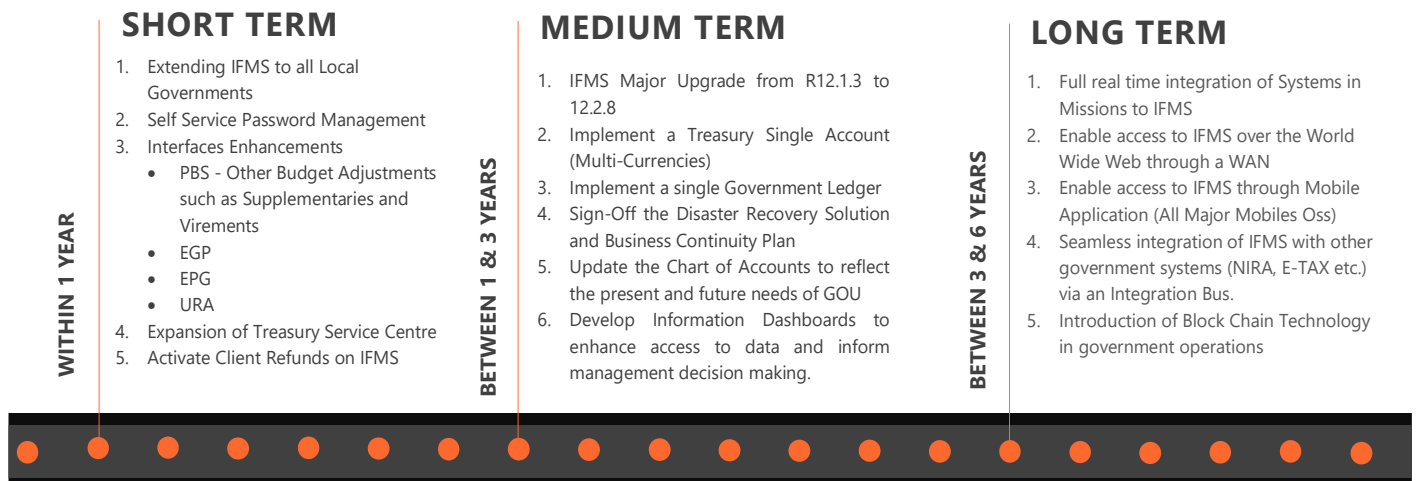 WITHIN 1 YEAR
SHORT TERM
1. Extending IFMS to all Local
Governments
2. Self Service Password Management
3. Interfaces Enhancements
• PBS - Other Budget Adjustments
such as Supplementaries and
Virements
• EGP
• EPG
• URA
4. Expansion of Treasury Service Centre
5. Activate Client Refunds on IFMS
BETWEEN 1 & 3 YEARS
MEDIUM TERM
1. IFMS Major Upgrade from R12.1.3 to
12.2.8
2. Implement a Treasury Single Account
(Multi-Currencies)
3. Implement a single Government Ledger
4. Sign-Off the Disaster Recovery Solution
and Business Continuity Plan
5. Update the Chart of Accounts to reflect
the present and future needs of GOU
6. Develop Information Dashboards to
enhance access to data and inform
management decision making.
BETWEEN 3 & 6 YEARS
LONG TERM
1. Full real time integration of Systems in
Missions to IFMS
2. Enable access to IFMS over the World
Wide Web through a WAN
3. Enable access to IFMS through Mobile
Application (All Major Mobiles Oss)
4. Seamless integration of IFMS with other
government systems (NIRA, E-TAX etc.)
via an Integration Bus.
5. Introduction of Block Chain Technology
in government operations